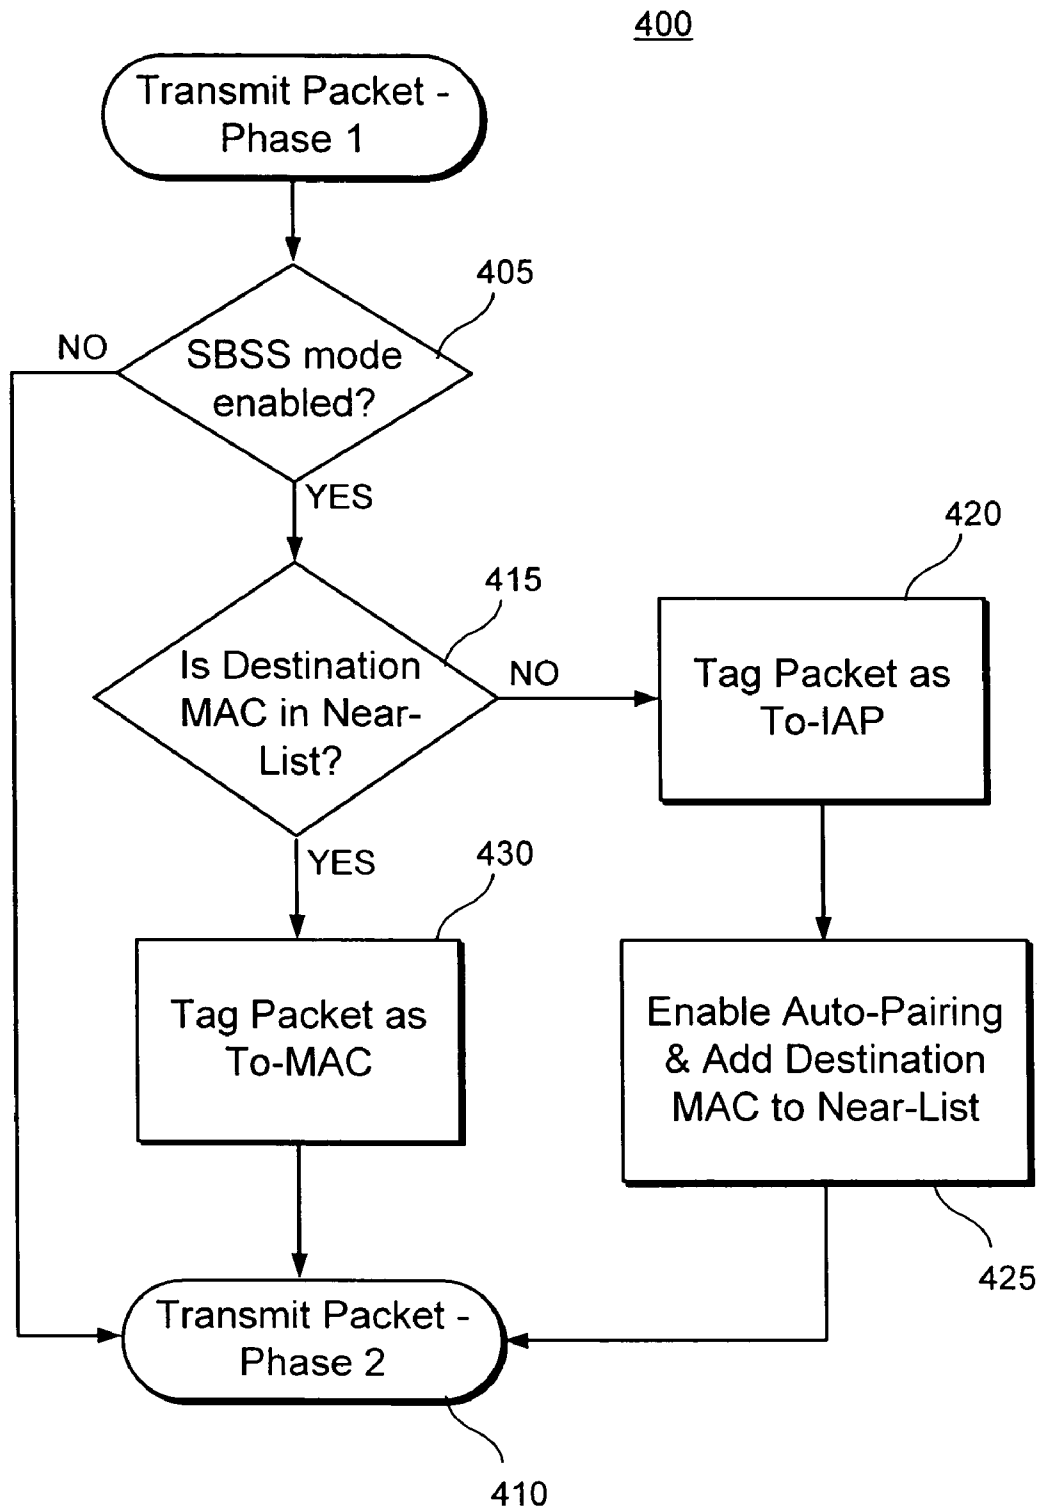 400
Transmit Packet -
Phase 1
405
NO
SBSS mode
enabled?
YES
420
415
Is Destination
MAC in Near-
List?
NO
Tag Packet as
To-IAP
YES
430
Tag Packet as
To-MAC
Enable Auto-Pairing
& Add Destination
MAC to Near-List
425
Transmit Packet -
Phase 2
410